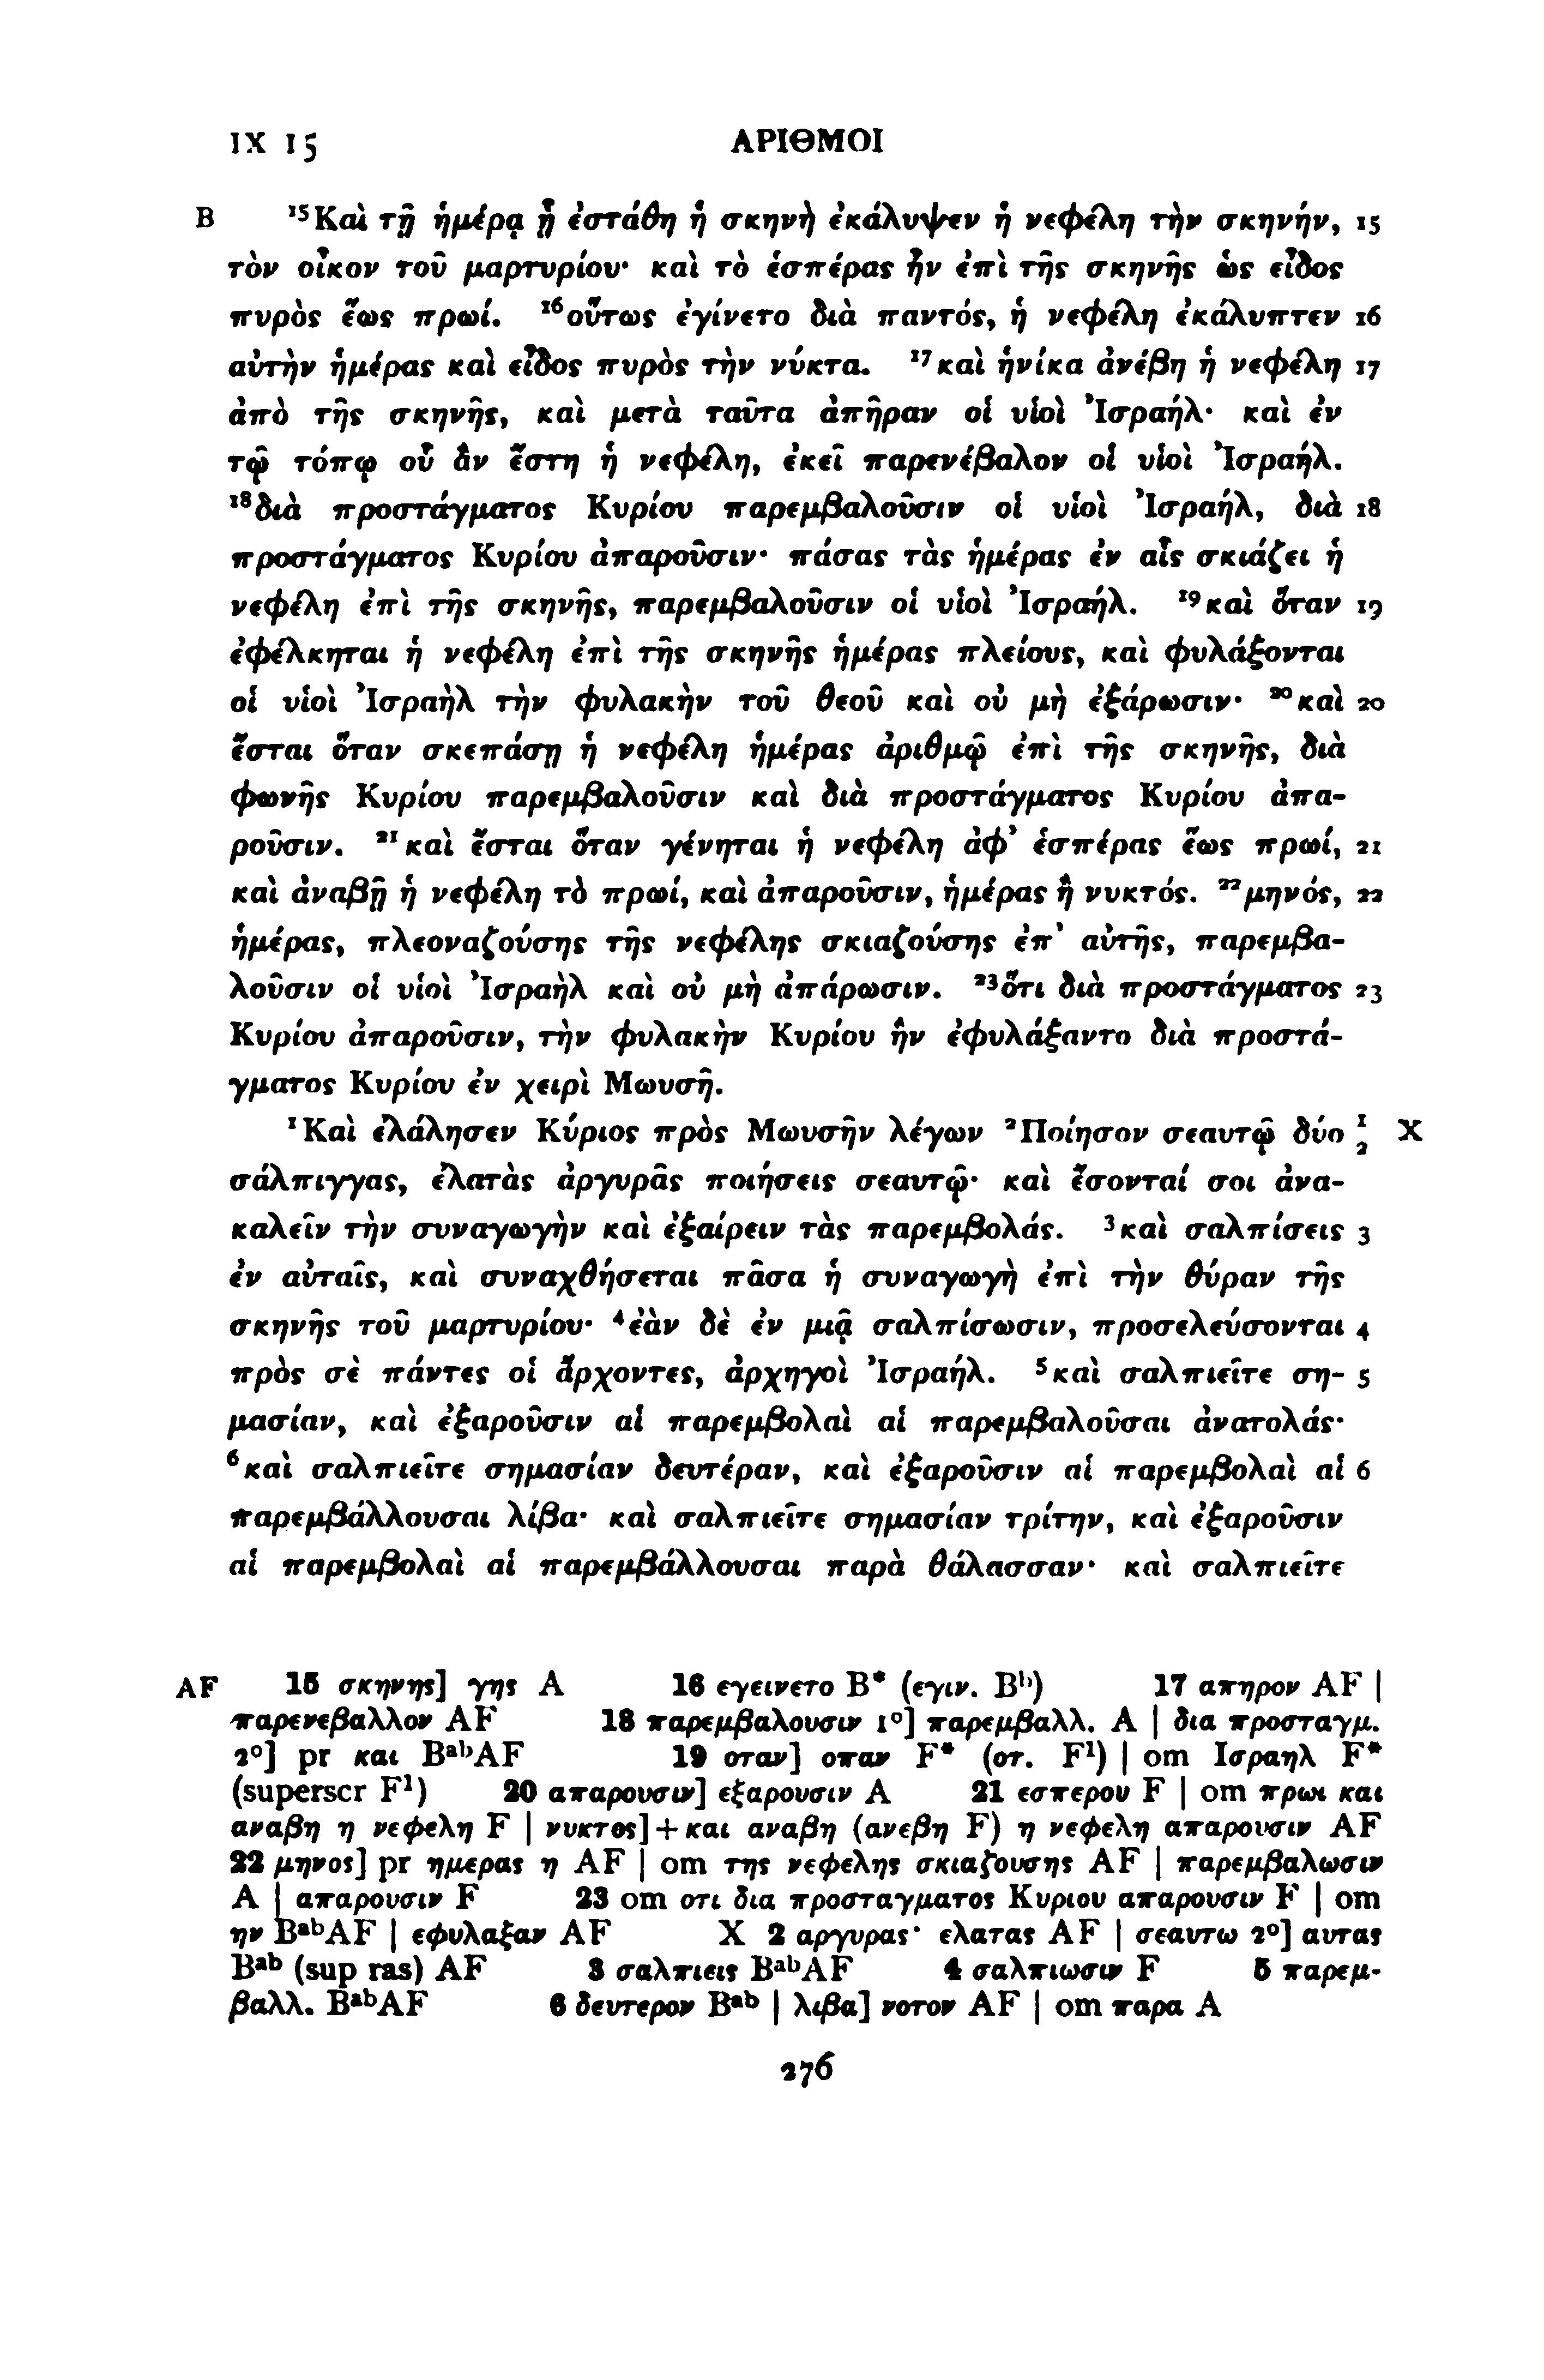 IX 15 ΑΡΙΘΜΟΙ
B ¹⁵Καὶ τῇ ἡμέρᾳ ᾗ ἐστάθη ἡ σκηνὴ ἐκάλυψεν ἡ νεφέλη τὴν σκηνήν, 15
τὸν οἶκον τοῦ μαρτυρίου· καὶ τὸ ἑσπέρας ἦν ἐπὶ τῆς σκηνῆς ὡς εἶδος
πυρὸς ἕως πρωί. ¹⁶οὕτως ἐγίνετο διὰ παντός, ἡ νεφέλη ἐκάλυπτεν 16
αὐτὴν ἡμέρας καὶ εἶδος πυρὸς τὴν νύκτα. ¹⁷καὶ ἡνίκα ἀνέβη ἡ νεφέλη 17
ἀπὸ τῆς σκηνῆς, καὶ μετὰ ταῦτα ἀπῆραν οἱ υἱοὶ Ἰσραήλ· καὶ ἐν
τῷ τόπῳ οὗ ἂν ἔστη ἡ νεφέλη, ἐκεῖ παρενέβαλον οἱ υἱοὶ Ἰσραήλ.
¹⁸διὰ προστάγματος Κυρίου παρεμβαλοῦσιν οἱ υἱοὶ Ἰσραήλ, διὰ 18
προστάγματος Κυρίου ἀπαροῦσιν· πάσας τὰς ἡμέρας ἐν αἷς σκιάζει ἡ
νεφέλη ἐπὶ τῆς σκηνῆς, παρεμβαλοῦσιν οἱ υἱοὶ Ἰσραήλ. ¹⁹καὶ ὅταν 19
ἐφέλκηται ἡ νεφέλη ἐπὶ τῆς σκηνῆς ἡμέρας πλείους, καὶ φυλάξονται
οἱ υἱοὶ Ἰσραὴλ τὴν φυλακὴν τοῦ θεοῦ καὶ οὐ μὴ ἐξάρωσιν· ²⁰καὶ 20
ἔσται ὅταν σκεπάσῃ ἡ νεφέλη ἡμέρας ἀριθμῷ ἐπὶ τῆς σκηνῆς, διὰ
φωνῆς Κυρίου παρεμβαλοῦσιν καὶ διὰ προστάγματος Κυρίου ἀπα-
ροῦσιν. ²¹καὶ ἔσται ὅταν γένηται ἡ νεφέλη ἀφ’ ἑσπέρας ἕως πρωί, 21
καὶ ἀναβῇ ἡ νεφέλη τὸ πρωί, καὶ ἀπαροῦσιν, ἡμέρας ἢ νυκτός. ²²μηνός, 22
ἡμέρας, πλεοναζούσης τῆς νεφέλης σκιαζούσης ἐπ’ αὐτῆς, παρεμβα-
λοῦσιν οἱ υἱοὶ Ἰσραὴλ καὶ οὐ μὴ ἀπάρωσιν. ²³ὅτι διὰ προστάγματος 23
Κυρίου ἀπαροῦσιν, τὴν φυλακὴν Κυρίου ἣν ἐφυλάξαντο διὰ προστά-
γματος Κυρίου ἐν χειρὶ Μωυσῆ.
¹Καὶ ἐλάλησεν Κύριος πρὸς Μωυσῆν λέγων ²Ποίησον σεαυτῷ δύο 1 2 X
σάλπιγγας, ἐλατὰς ἀργυρᾶς ποιήσεις σεαυτῷ· καὶ ἔσονταί σοι ἀνα-
καλεῖν τὴν συναγωγὴν καὶ ἐξαίρειν τὰς παρεμβολάς. ³καὶ σαλπίσεις 3
ἐν αὐταῖς, καὶ συναχθήσεται πᾶσα ἡ συναγωγὴ ἐπὶ τὴν θύραν τῆς
σκηνῆς τοῦ μαρτυρίου· ⁴ἐὰν δὲ ἐν μιᾷ σαλπίσωσιν, προσελεύσονται 4
πρὸς σὲ πάντες οἱ ἄρχοντες, ἀρχηγοὶ Ἰσραήλ. ⁵καὶ σαλπιεῖτε ση- 5
μασίαν, καὶ ἐξαροῦσιν αἱ παρεμβολαὶ αἱ παρεμβαλοῦσαι ἀνατολάς·
⁶καὶ σαλπιεῖτε σημασίαν δευτέραν, καὶ ἐξαροῦσιν αἱ παρεμβολαὶ αἱ 6
παρεμβάλλουσαι λίβα· καὶ σαλπιεῖτε σημασίαν τρίτην, καὶ ἐξαροῦσιν
αἱ παρεμβολαὶ αἱ παρεμβάλλουσαι παρὰ θάλασσαν· καὶ σαλπιεῖτε
AF 15 σκηνης] γης A 16 εγεινετο B* (εγιν. Bᵇ) 17 απηρον AF |
παρενεβαλλον AF 18 παρεμβαλουσιν 1°] παρεμβαλλ. A | δια προσταγμ.
2°] pr και BᵃᵇAF 19 οταν] οπαν F* (οτ. F¹) | om Ισραηλ F*
(superscr F¹) 20 απαρουσιν] εξαρουσιν A 21 εσπερου F | om πρωι και
αναβη η νεφελη F | νυκτος]+και αναβη (ανεβη F) η νεφελη απαρουσιν AF
22 μηνος] pr ημερας η AF | om της νεφελης σκιαζουσης AF | παρεμβαλωσιν
A | απαρουσιν F 23 om οτι δια προσταγματος Κυριου απαρουσιν F | om
ην BᵃᵇAF | εφυλαξαν AF X 2 αργυρας· ελατας AF | σεαυτω 2°] αυτας
Bᵃᵇ (sup ras) AF 3 σαλπιεις BᵃᵇAF 4 σαλπιωσιν F 5 παρεμ-
βαλλ. BᵃᵇAF 6 δευτερον Bᵃᵇ | λιβα] νοτον AF | om παρα A
276